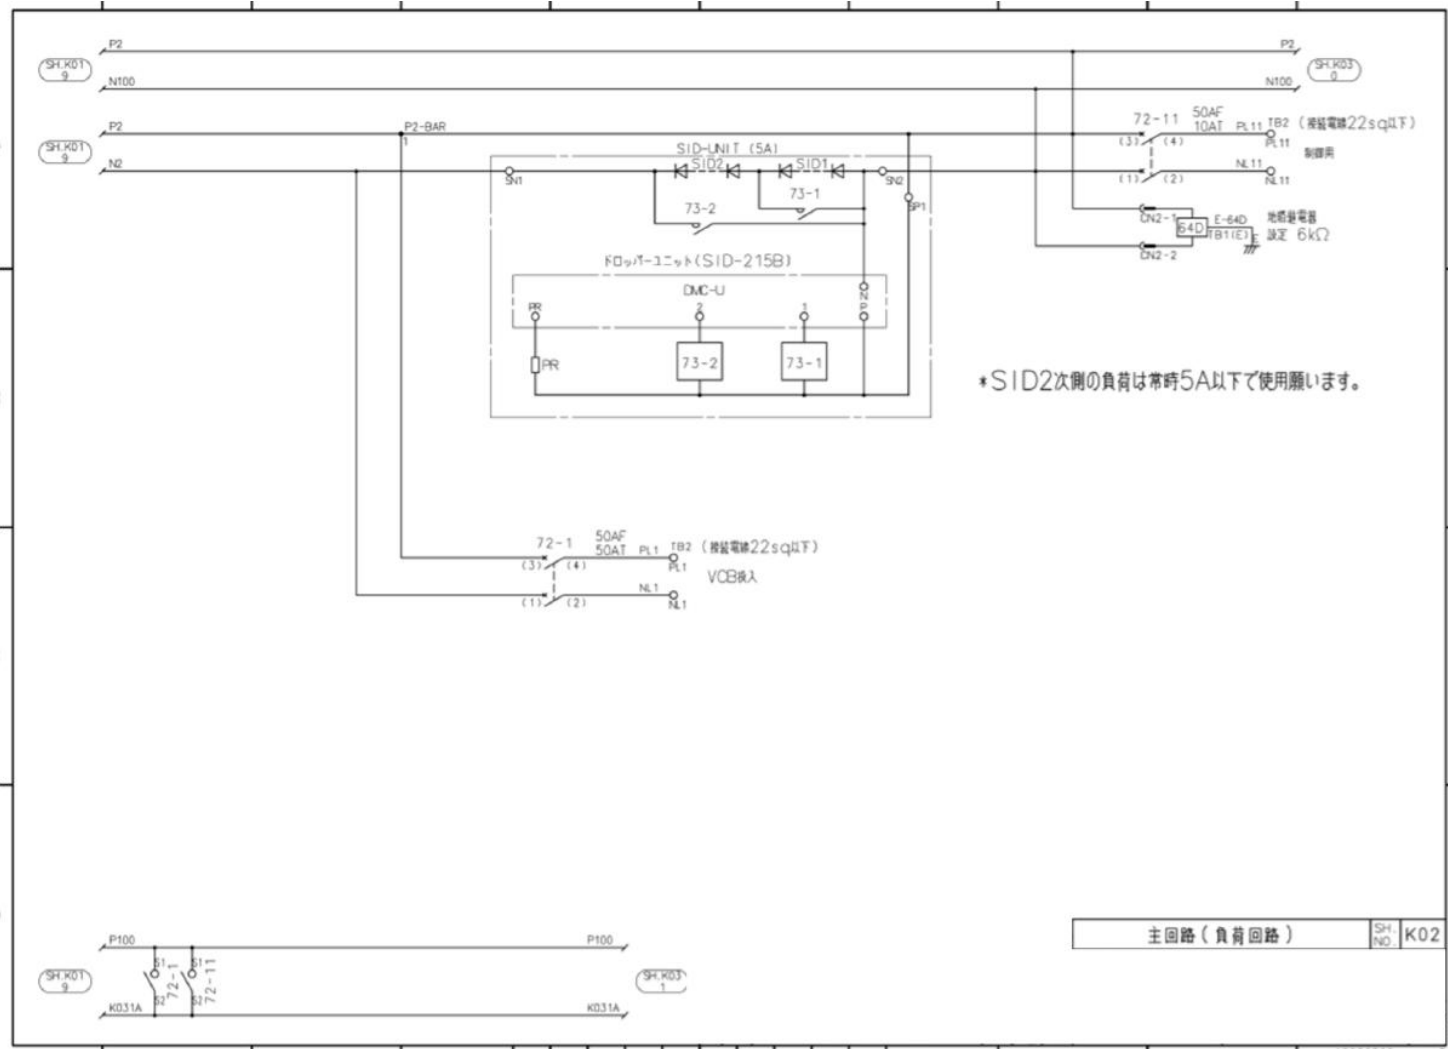 P2
P2
SH.K01
9
SH.K03
0
N100
N100
P2
P2-BAR
1
SH.K01
9
N2
SID-UNIT (5A)
SID2
SID1
SN1
SN2
SP1
73-1
73-2
72-11
50AF
10AT
PL11
TB2 (接続電線22sq以下)
(3)
(4)
PL11
制御用
NL11
(1)
(2)
NL11
CN2-1
64D
E-64D
TB1(E)
E
地絡継電器
設定 6kΩ
CN2-2
ドロッパーユニット(SID-215B)
DMC-U
PR
2
1
N
P
PR
73-2
73-1
*SID2次側の負荷は常時5A以下で使用願います。
72-1
50AF
50AT
PL1
TB2 (接続電線22sq以下)
(3)
(4)
PL1
VCB投入
NL1
(1)
(2)
NL1
主回路(負荷回路)
SH.
NO.
K02
P100
P100
S1
S1
72-1
72-11
SH.K01
9
SH.K03
1
S2
S2
K031A
K031A